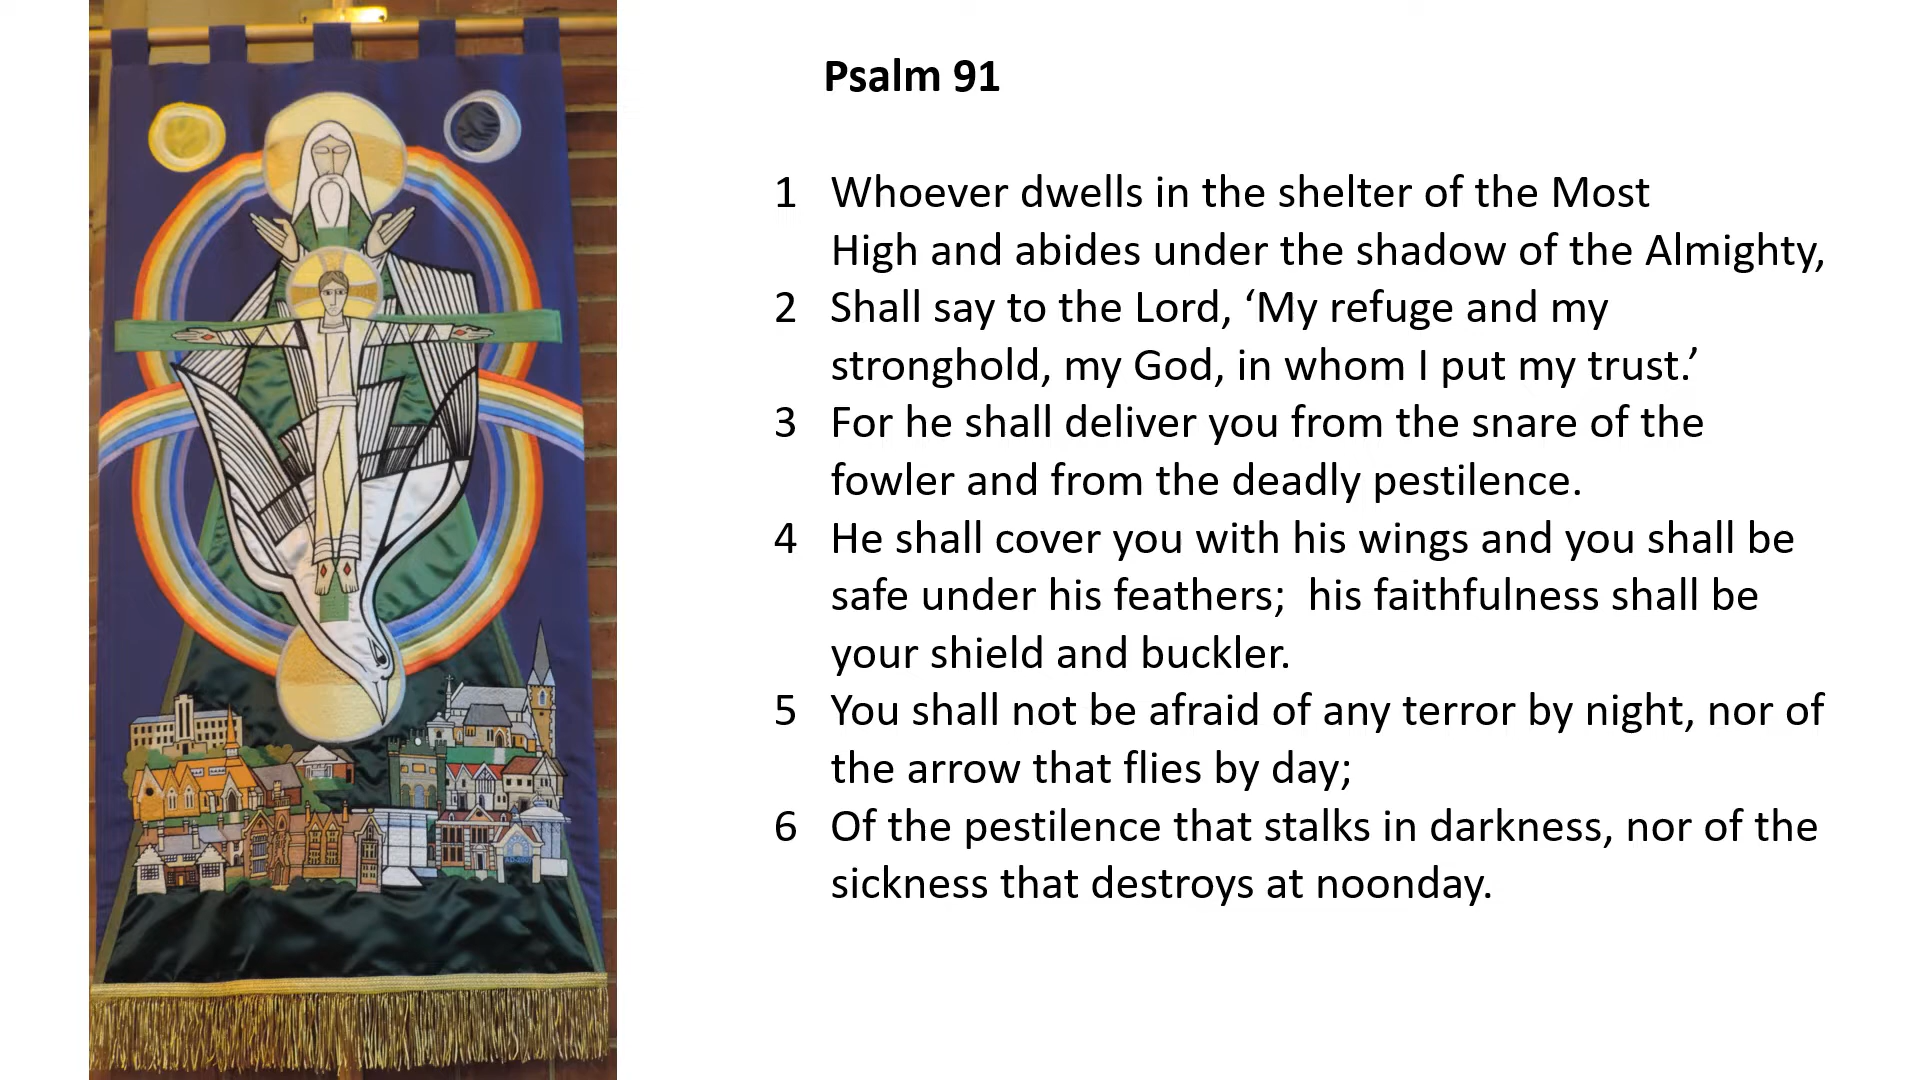 Psalm 91
1 Whoever dwells in the shelter of the Most
High and abides under the shadow of the Almighty,
2 Shall say to the Lord, ‘My refuge and my
stronghold, my God, in whom I put my trust.’
3 For he shall deliver you from the snare of the
fowler and from the deadly pestilence.
4 He shall cover you with his wings and you shall be
safe under his feathers;  his faithfulness shall be
your shield and buckler.
5 You shall not be afraid of any terror by night, nor of
the arrow that flies by day;
6 Of the pestilence that stalks in darkness, nor of the
sickness that destroys at noonday.